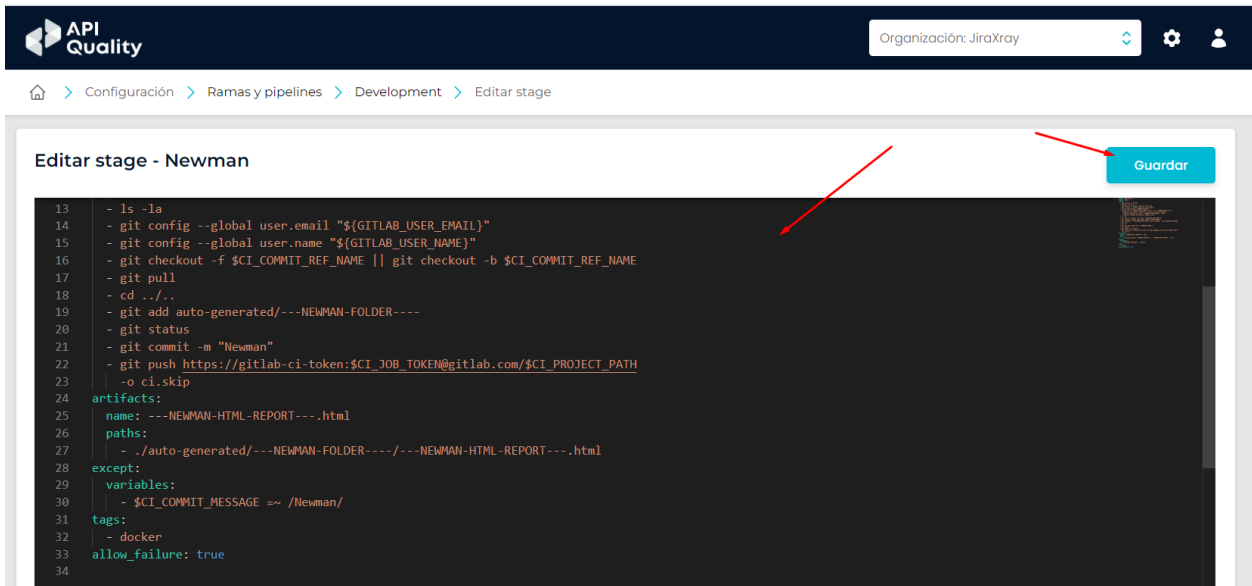 API
Quality
Organización: JiraXray
Configuración > Ramas y pipelines > Development > Editar stage
Editar stage - Newman
Guardar
13 - ls -la
14 - git config --global user.email "${GITLAB_USER_EMAIL}"
15 - git config --global user.name "${GITLAB_USER_NAME}"
16 - git checkout -f $CI_COMMIT_REF_NAME || git checkout -b $CI_COMMIT_REF_NAME
17 - git pull
18 - cd ../..
19 - git add auto-generated/---NEWMAN-FOLDER----
20 - git status
21 - git commit -m "Newman"
22 - git push https://gitlab-ci-token:$CI_JOB_TOKEN@gitlab.com/$CI_PROJECT_PATH
23 -o ci.skip
24 artifacts:
25 name: ---NEWMAN-HTML-REPORT---.html
26 paths:
27 - ./auto-generated/---NEWMAN-FOLDER----/---NEWMAN-HTML-REPORT---.html
28 except:
29 variables:
30 - $CI_COMMIT_MESSAGE =~ /Newman/
31 tags:
32 - docker
33 allow_failure: true
34